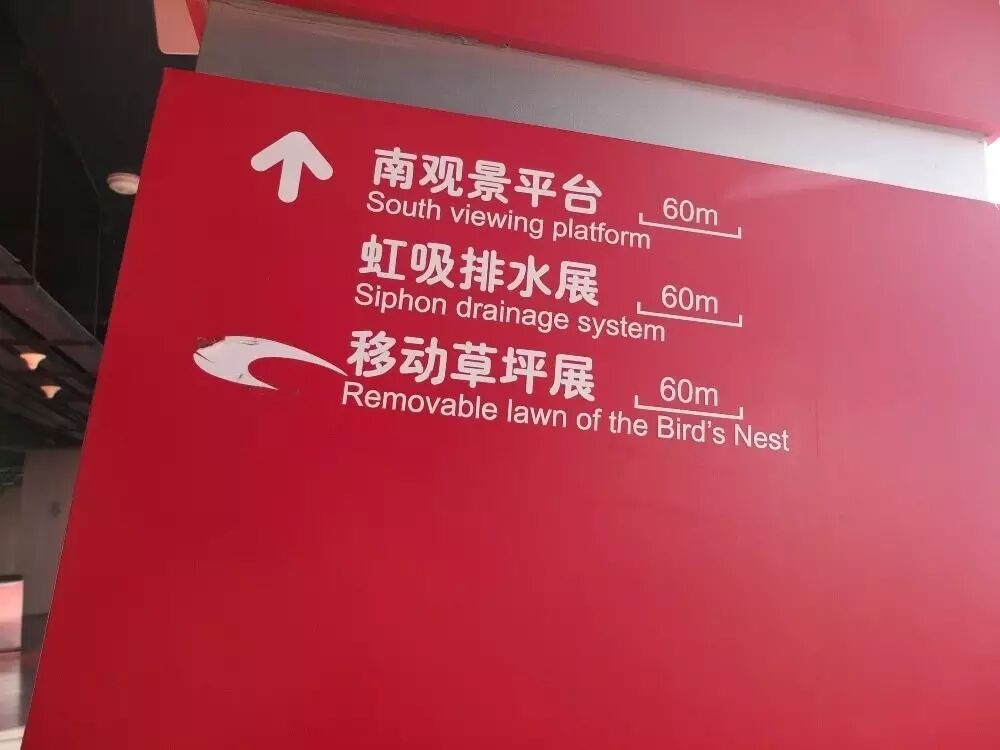 南观景平台 60m
South viewing platform
虹吸排水展 60m
Siphon drainage system
移动草坪展 60m
Removable lawn of the Bird's Nest